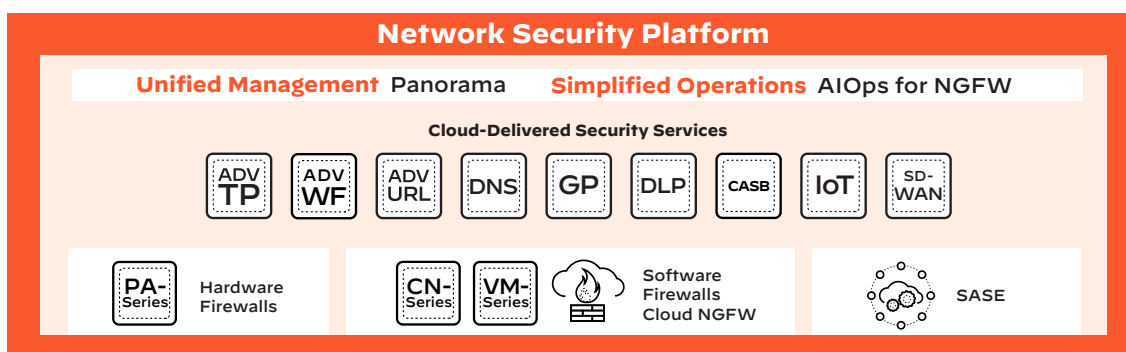 Network Security Platform
Unified Management Panorama Simplified Operations AIOps for NGFW
Cloud-Delivered Security Services
ADV
TP
ADV
WF
ADV
URL
DNS
GP
DLP
CASB
IoT
SD-
WAN
PA-
Series
Hardware
Firewalls
CN-
Series
VM-
Series
Software
Firewalls
Cloud NGFW
SASE